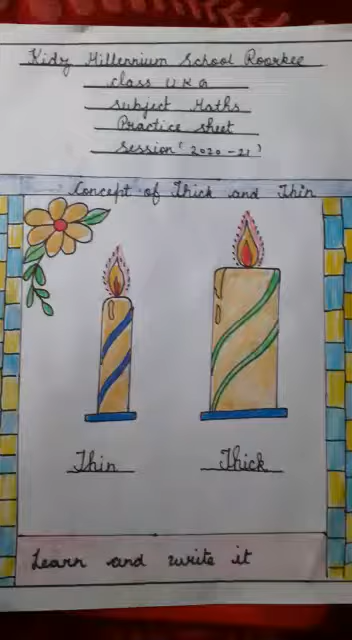 Kidz Millennium School Roorkee
Class U K G
Subject Maths
Practice sheet
Session (2020-21)
Concept of Thick and Thin
Thin Thick
Learn and write it